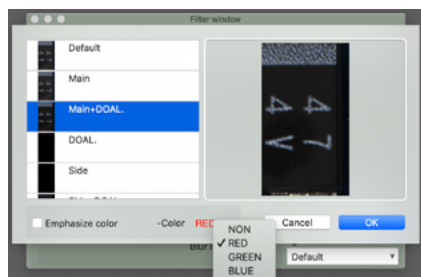 Filter window
Default
Main
Main+DOAL.
DOAL.
Side
Emphasize color
-Color
RED
NON
✓ RED
GREEN
BLUE
Cancel
OK
Blur
Default